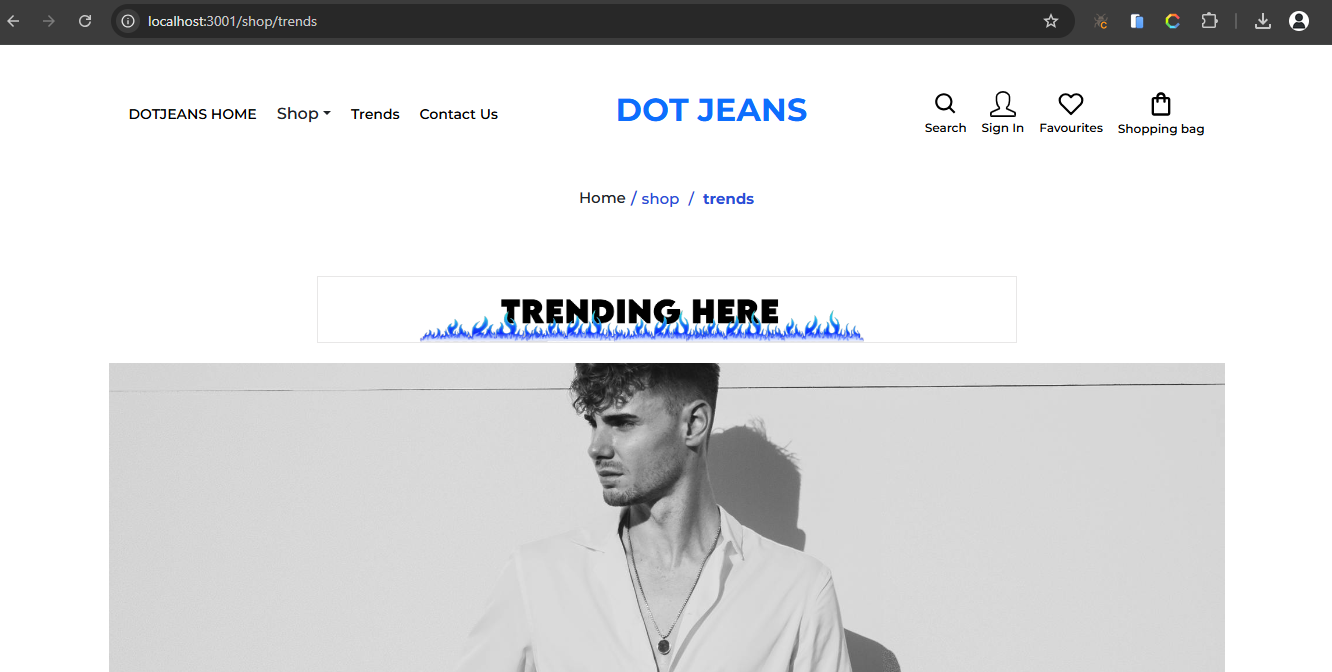 localhost:3001/shop/trends
DOTJEANS HOME Shop Trends Contact Us DOT JEANS Search Sign In Favourites Shopping bag
Home / shop / trends
TRENDING HERE